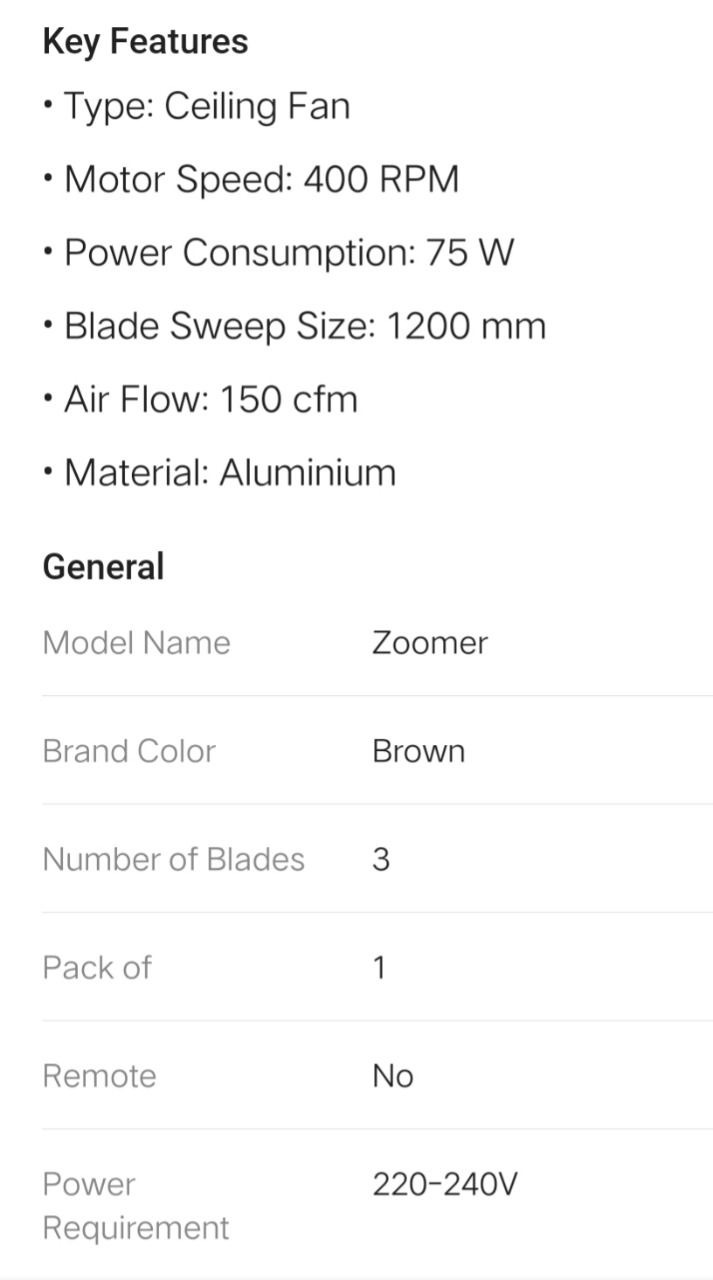 Key Features
• Type: Ceiling Fan
• Motor Speed: 400 RPM
• Power Consumption: 75 W
• Blade Sweep Size: 1200 mm
• Air Flow: 150 cfm
• Material: Aluminium
General
Model Name Zoomer
Brand Color Brown
Number of Blades 3
Pack of 1
Remote No
Power 220-240V
Requirement